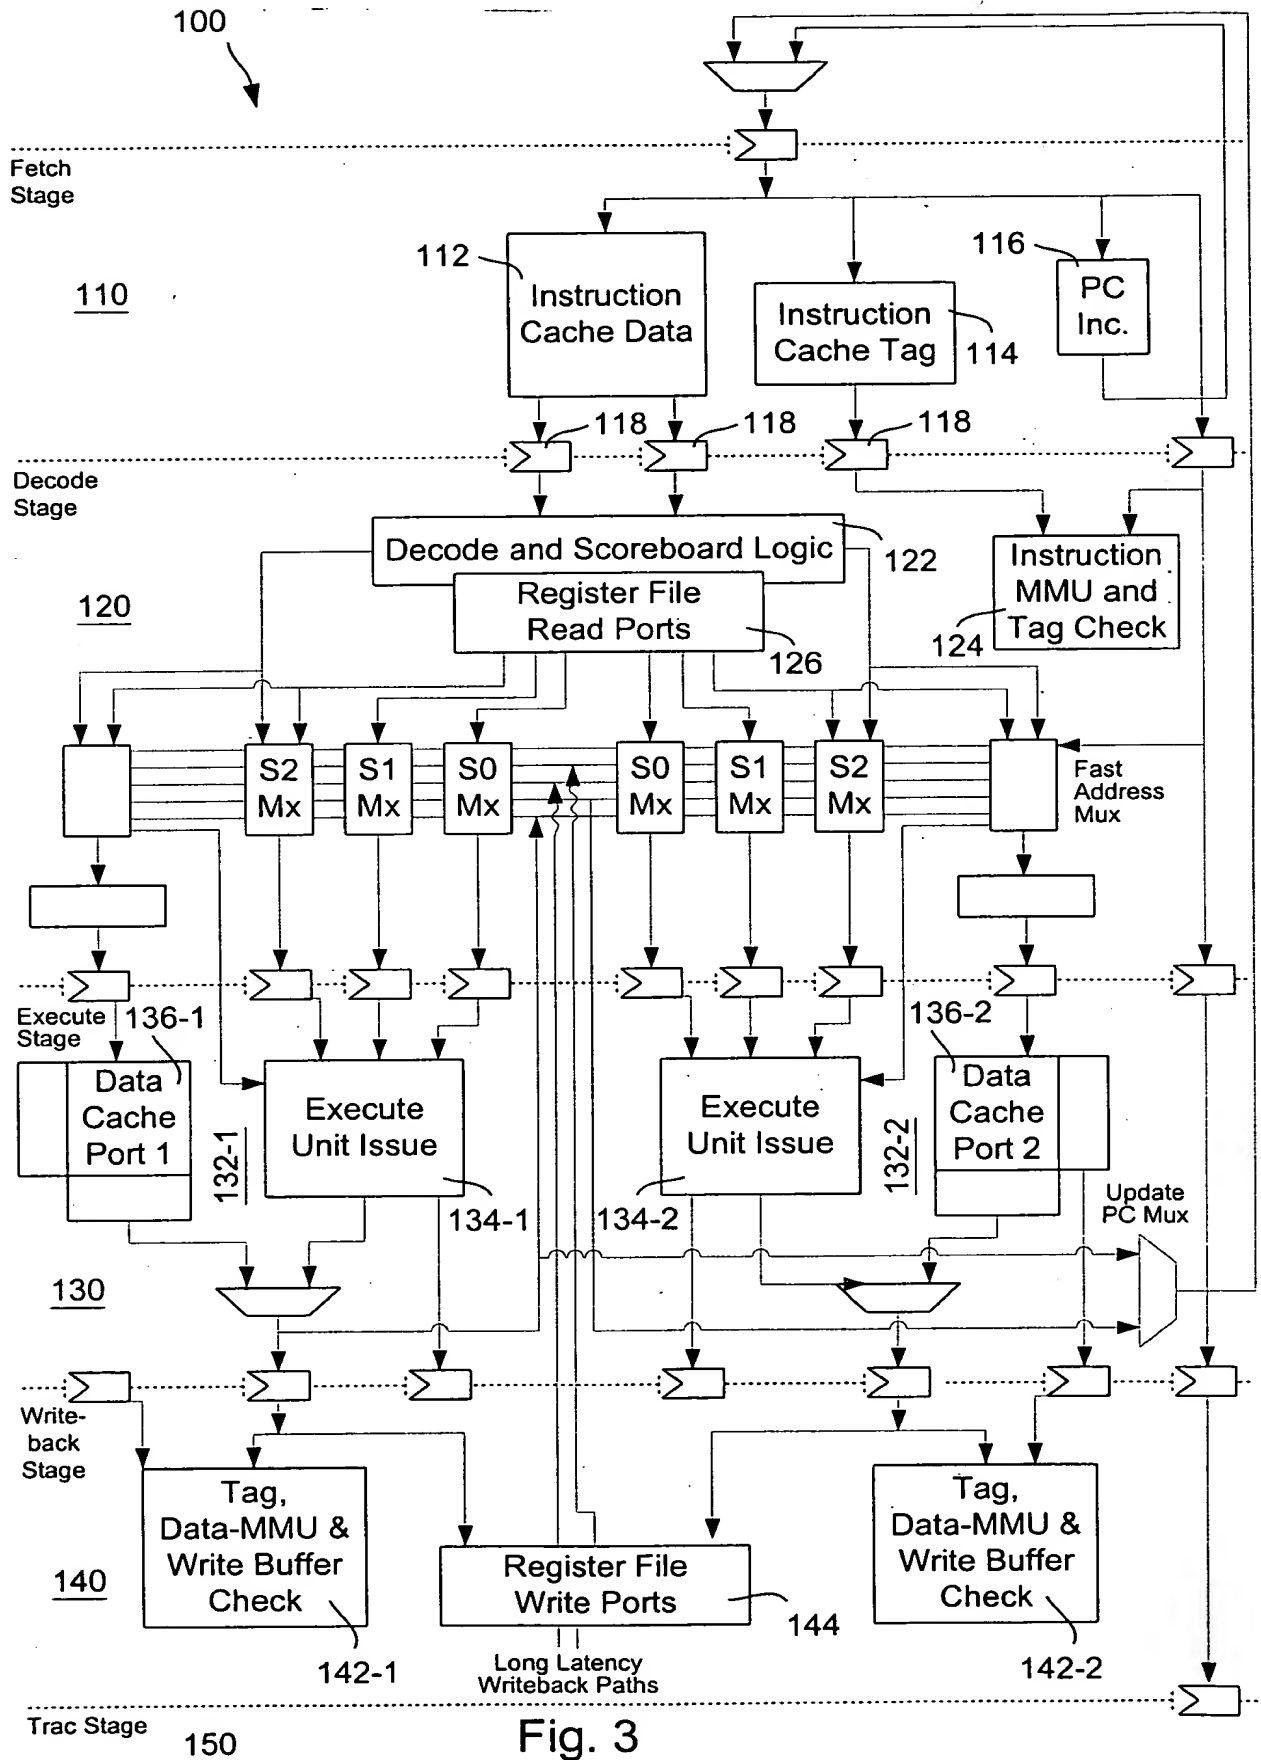 100
Fetch
Stage
110
112
Instruction
Cache Data
Instruction
Cache Tag
114
116
PC
Inc.
118
118
118
Decode
Stage
120
Decode and Scoreboard Logic
122
Register File
Read Ports
126
Instruction
MMU and
Tag Check
124
S2
Mx
S1
Mx
S0
Mx
S0
Mx
S1
Mx
S2
Mx
Fast
Address
Mux
Execute
Stage
136-1
Data
Cache
Port 1
132-1
Execute
Unit Issue
134-1
Execute
Unit Issue
134-2
132-2
136-2
Data
Cache
Port 2
Update
PC Mux
130
Write-
back
Stage
140
Tag,
Data-MMU &
Write Buffer
Check
142-1
Register File
Write Ports
144
Long Latency
Writeback Paths
Tag,
Data-MMU &
Write Buffer
Check
142-2
Trac Stage
150
Fig. 3